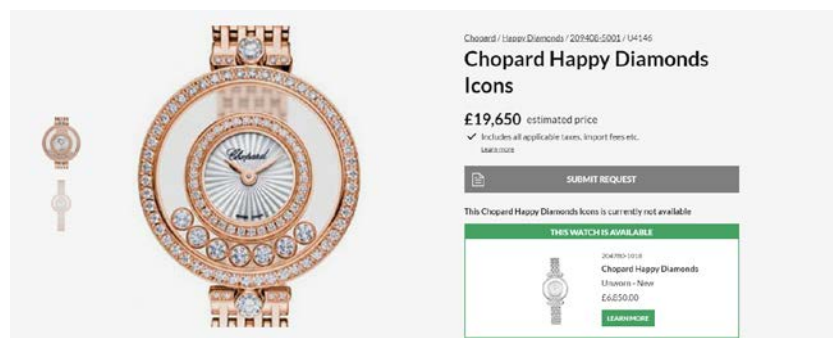 Chopard / Happy Diamonds / 209408-5001 / U4146
Chopard Happy Diamonds
Icons
£19,650 estimated price
Includes all applicable taxes, import fees etc.
Learn more
SUBMIT REQUEST
This Chopard Happy Diamonds Icons is currently not available
THIS WATCH IS AVAILABLE
Chopard Happy Diamonds
Unworn - New
£6,850.00
LEARN MORE
Chopard